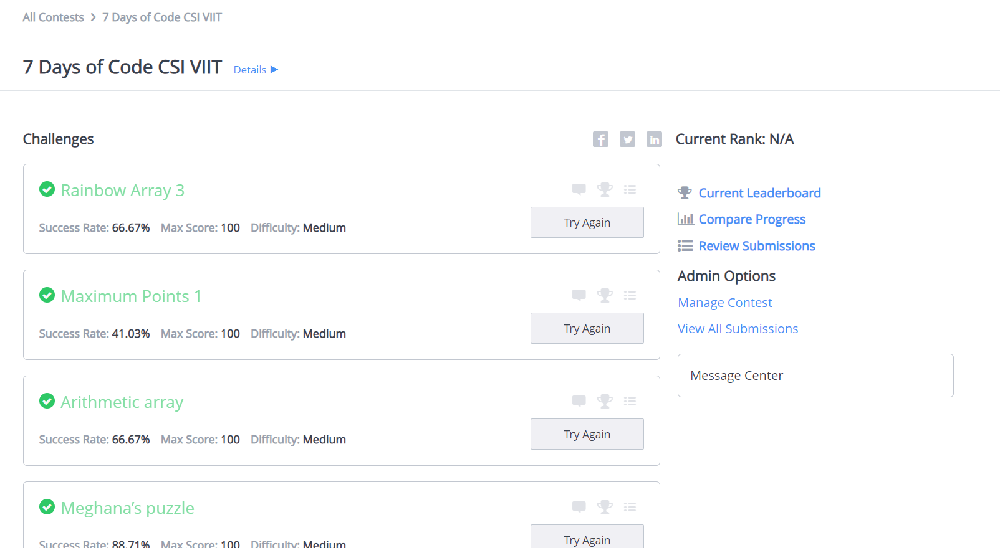 All Contests > 7 Days of Code CSI VIIT
7 Days of Code CSI VIIT Details
Challenges
Rainbow Array 3
Success Rate: 66.67% Max Score: 100 Difficulty: Medium
Try Again
Maximum Points 1
Success Rate: 41.03% Max Score: 100 Difficulty: Medium
Try Again
Arithmetic array
Success Rate: 66.67% Max Score: 100 Difficulty: Medium
Try Again
Meghana's puzzle
Success Rate: 88.71% Max Score: 100 Difficulty: Medium
Try Again
Current Rank: N/A
Current Leaderboard
Compare Progress
Review Submissions
Admin Options
Manage Contest
View All Submissions
Message Center